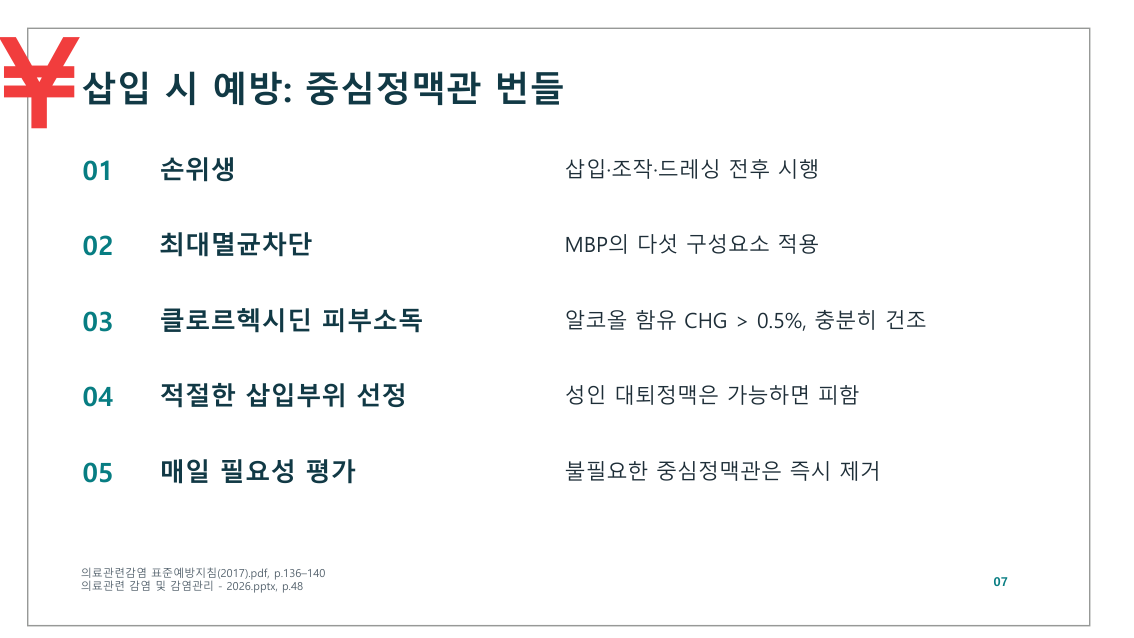 ¥
삽입 시 예방: 중심정맥관 번들
01 손위생 삽입·조작·드레싱 전후 시행
02 최대멸균차단 MBP의 다섯 구성요소 적용
03 클로르헥시딘 피부소독 알코올 함유 CHG > 0.5%, 충분히 건조
04 적절한 삽입부위 선정 성인 대퇴정맥은 가능하면 피함
05 매일 필요성 평가 불필요한 중심정맥관은 즉시 제거
의료관련감염 표준예방지침(2017).pdf, p.136–140
의료관련 감염 및 감염관리 - 2026.pptx, p.48
07